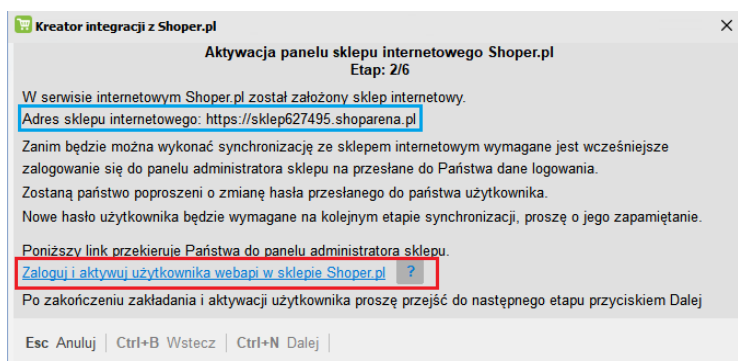 Kreator integracji z Shoper.pl
Aktywacja panelu sklepu internetowego Shoper.pl
Etap: 2/6
W serwisie internetowym Shoper.pl został założony sklep internetowy.
Adres sklepu internetowego: https://sklep627495.shoparena.pl
Zanim będzie można wykonać synchronizację ze sklepem internetowym wymagane jest wcześniejsze
zalogowanie się do panelu administratora sklepu na przesłane do Państwa dane logowania.
Zostaną państwo poproszeni o zmianę hasła przesłanego do państwa użytkownika.
Nowe hasło użytkownika będzie wymagane na kolejnym etapie synchronizacji, proszę o jego zapamiętanie.
Poniższy link przekieruje Państwa do panelu administratora sklepu.
Zaloguj i aktywuj użytkownika webapi w sklepie Shoper.pl ?
Po zakończeniu zakładania i aktywacji użytkownika proszę przejść do następnego etapu przyciskiem Dalej
Esc Anuluj | Ctrl+B Wstecz | Ctrl+N Dalej |